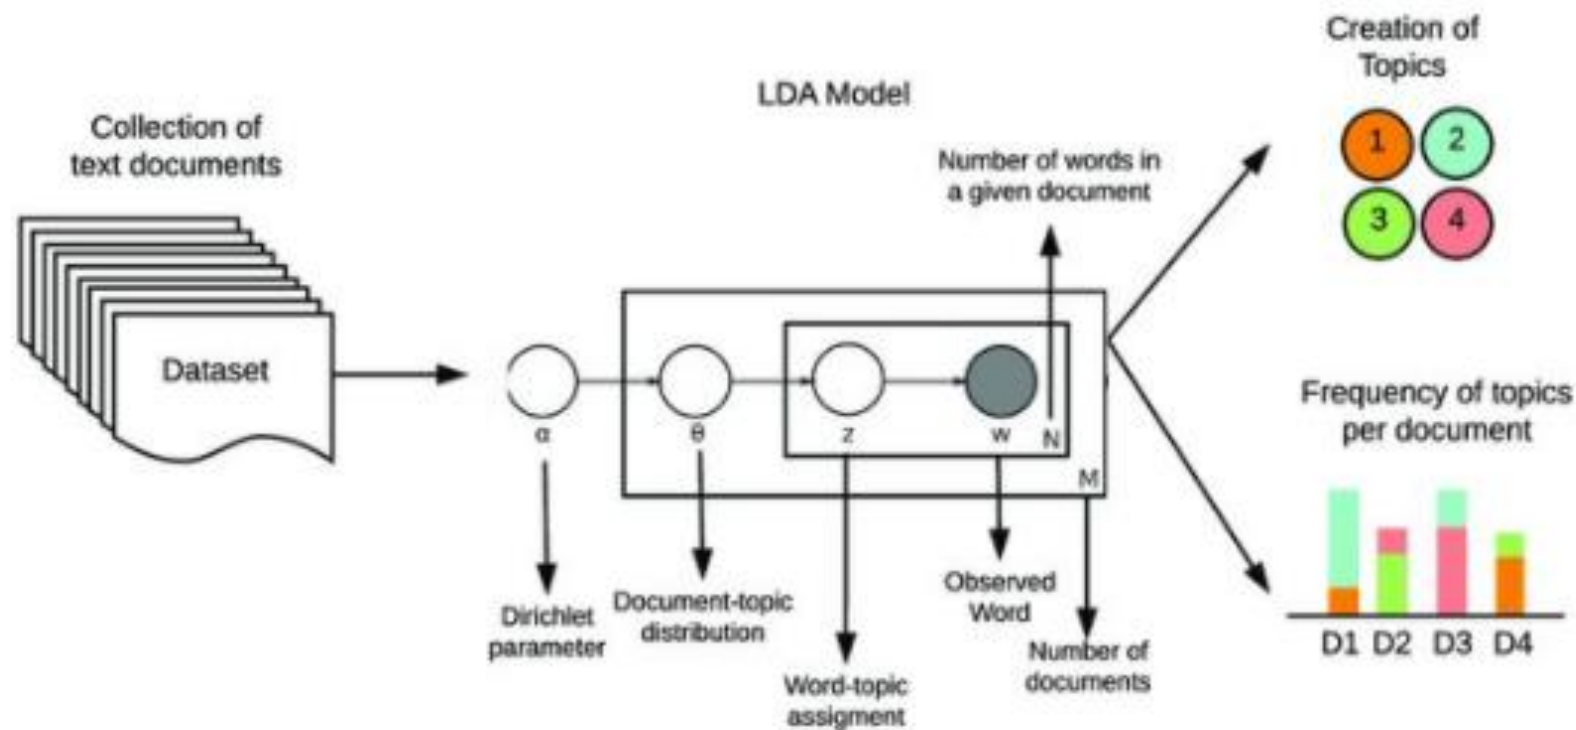 Collection of
text documents
Dataset
LDA Model
Number of words in
a given document
α
θ
z
w
N
M
Dirichlet
parameter
Document-topic
distribution
Word-topic
assigment
Observed
Word
Number of
documents
Creation of
Topics
1
2
3
4
Frequency of topics
per document
D1 D2 D3 D4